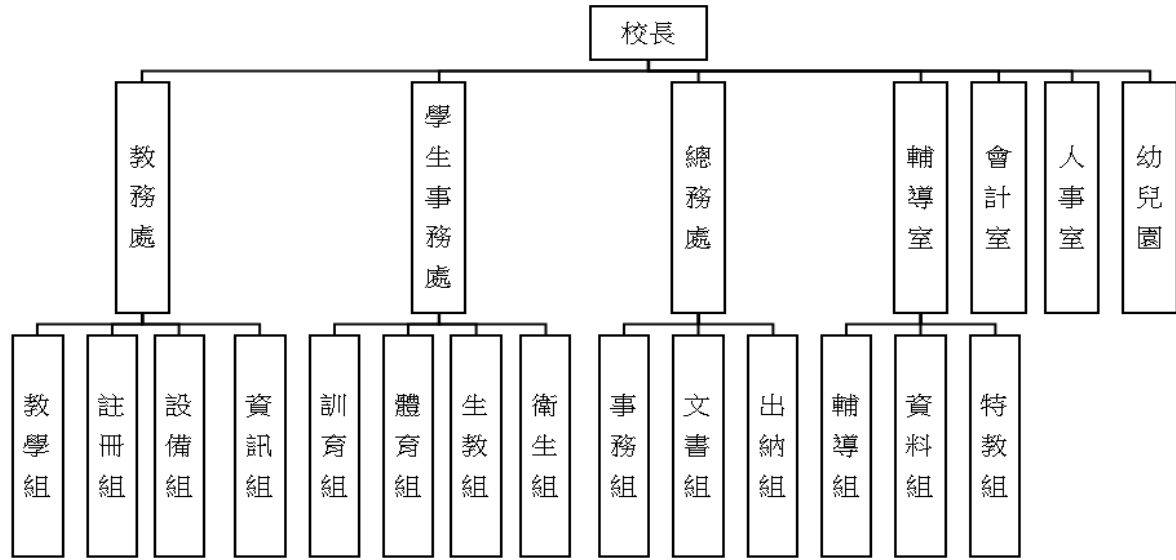 校長
教務處
學生事務處
總務處
輔導室
會計室
人事室
幼兒園
教學組
註冊組
設備組
資訊組
訓育組
體育組
生教組
衛生組
事務組
文書組
出納組
輔導組
資料組
特教組